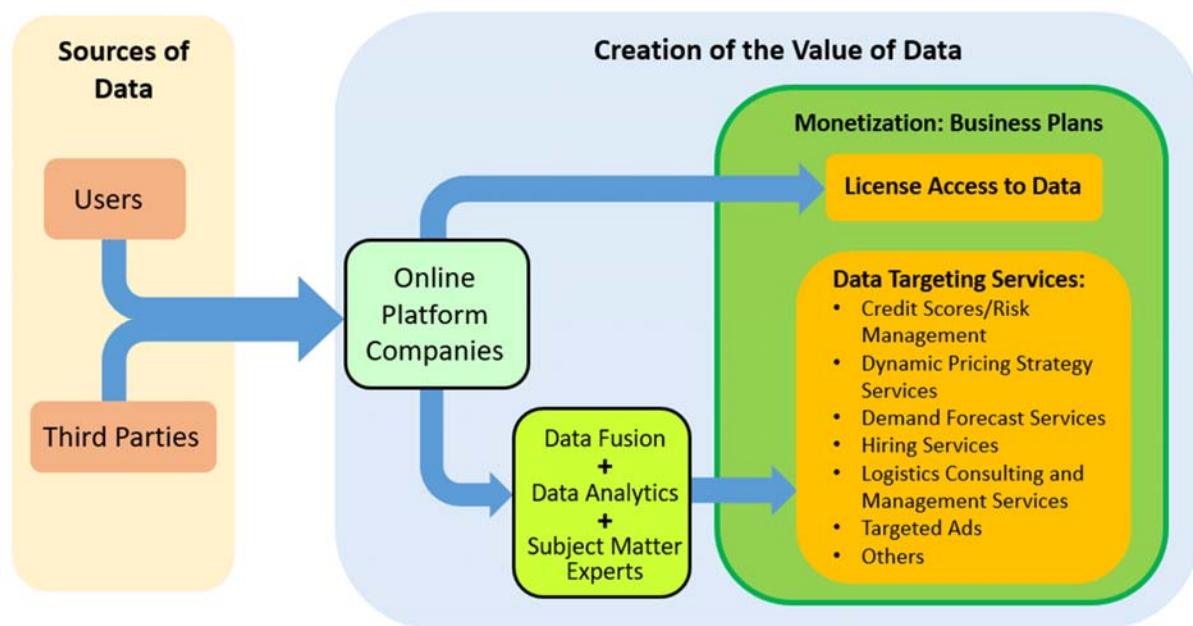 Sources of
Data
Users
Third Parties
Creation of the Value of Data
Online
Platform
Companies
Data Fusion
+
Data Analytics
+
Subject Matter
Experts
Monetization: Business Plans
License Access to Data
Data Targeting Services:
• Credit Scores/Risk
Management
• Dynamic Pricing Strategy
Services
• Demand Forecast Services
• Hiring Services
• Logistics Consulting and
Management Services
• Targeted Ads
• Others